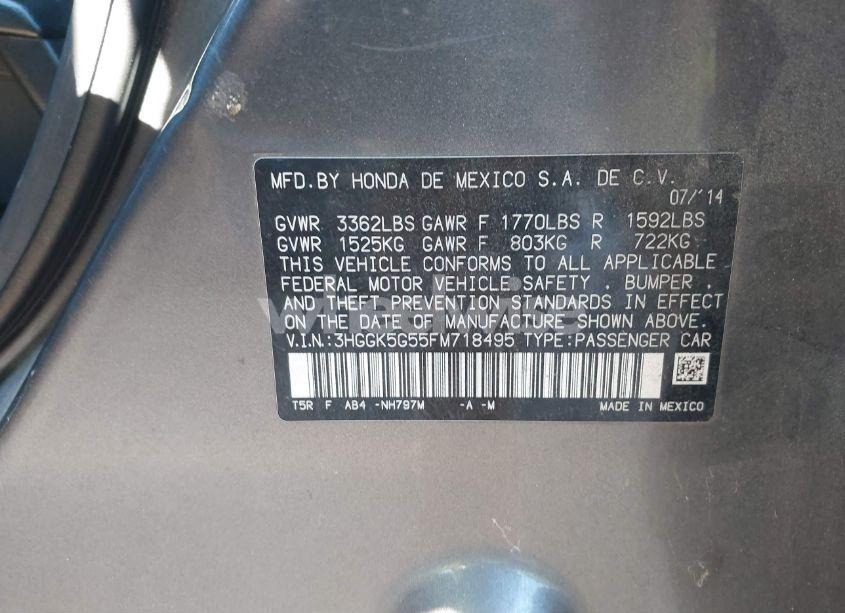 MFD.BY HONDA DE MEXICO S.A. DE C.V.
07/'14
GVWR 3362LBS GAWR F 1770LBS R 1592LBS
GVWR 1525KG GAWR F 803KG R 722KG
THIS VEHICLE CONFORMS TO ALL APPLICABLE
FEDERAL MOTOR VEHICLE SAFETY . BUMPER .
AND THEFT PREVENTION STANDARDS IN EFFECT
ON THE DATE OF MANUFACTURE SHOWN ABOVE.
V.I.N:3HGGK5G55FM718495 TYPE:PASSENGER CAR
T5R F AB4 -NH797M -A -M MADE IN MEXICO